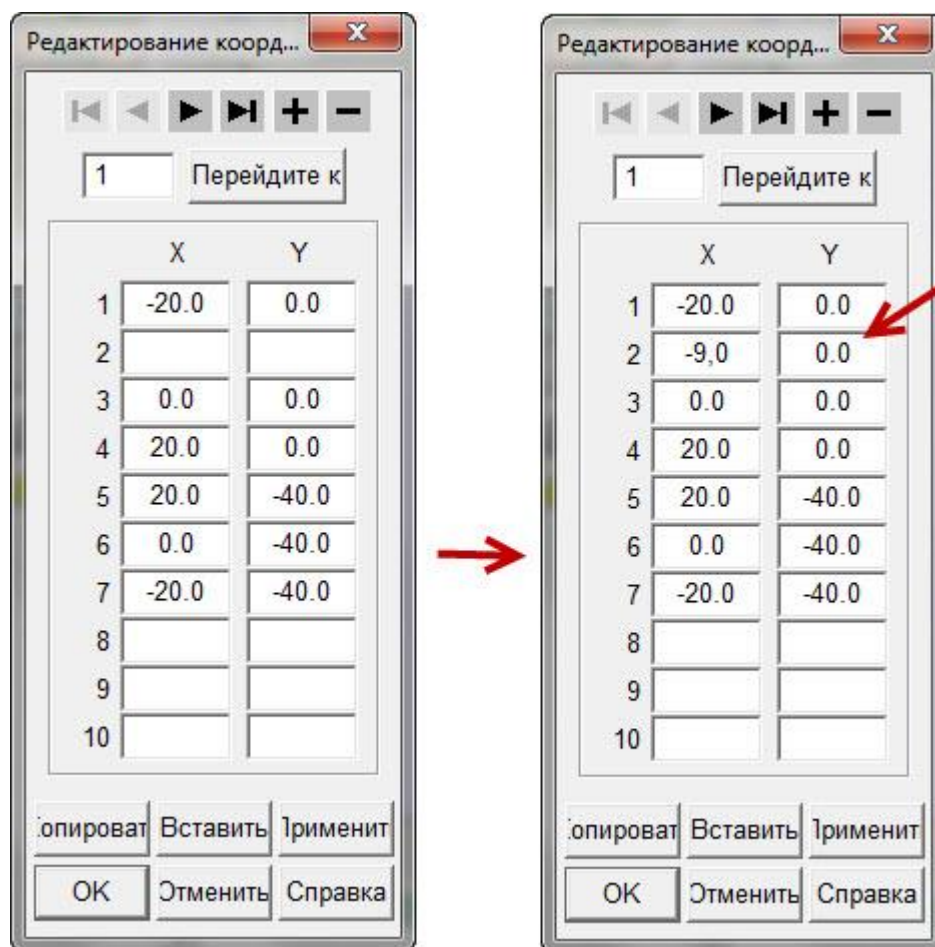 Редактирование коорд...
1 Перейдите к
X Y
1 -20.0 0.0
2
3 0.0 0.0
4 20.0 0.0
5 20.0 -40.0
6 0.0 -40.0
7 -20.0 -40.0
8
9
10
опироват Вставить Применит
OK Отменить Справка
Редактирование коорд...
1 Перейдите к
X Y
1 -20.0 0.0
2 -9,0 0.0
3 0.0 0.0
4 20.0 0.0
5 20.0 -40.0
6 0.0 -40.0
7 -20.0 -40.0
8
9
10
опироват Вставить Применит
OK Отменить Справка